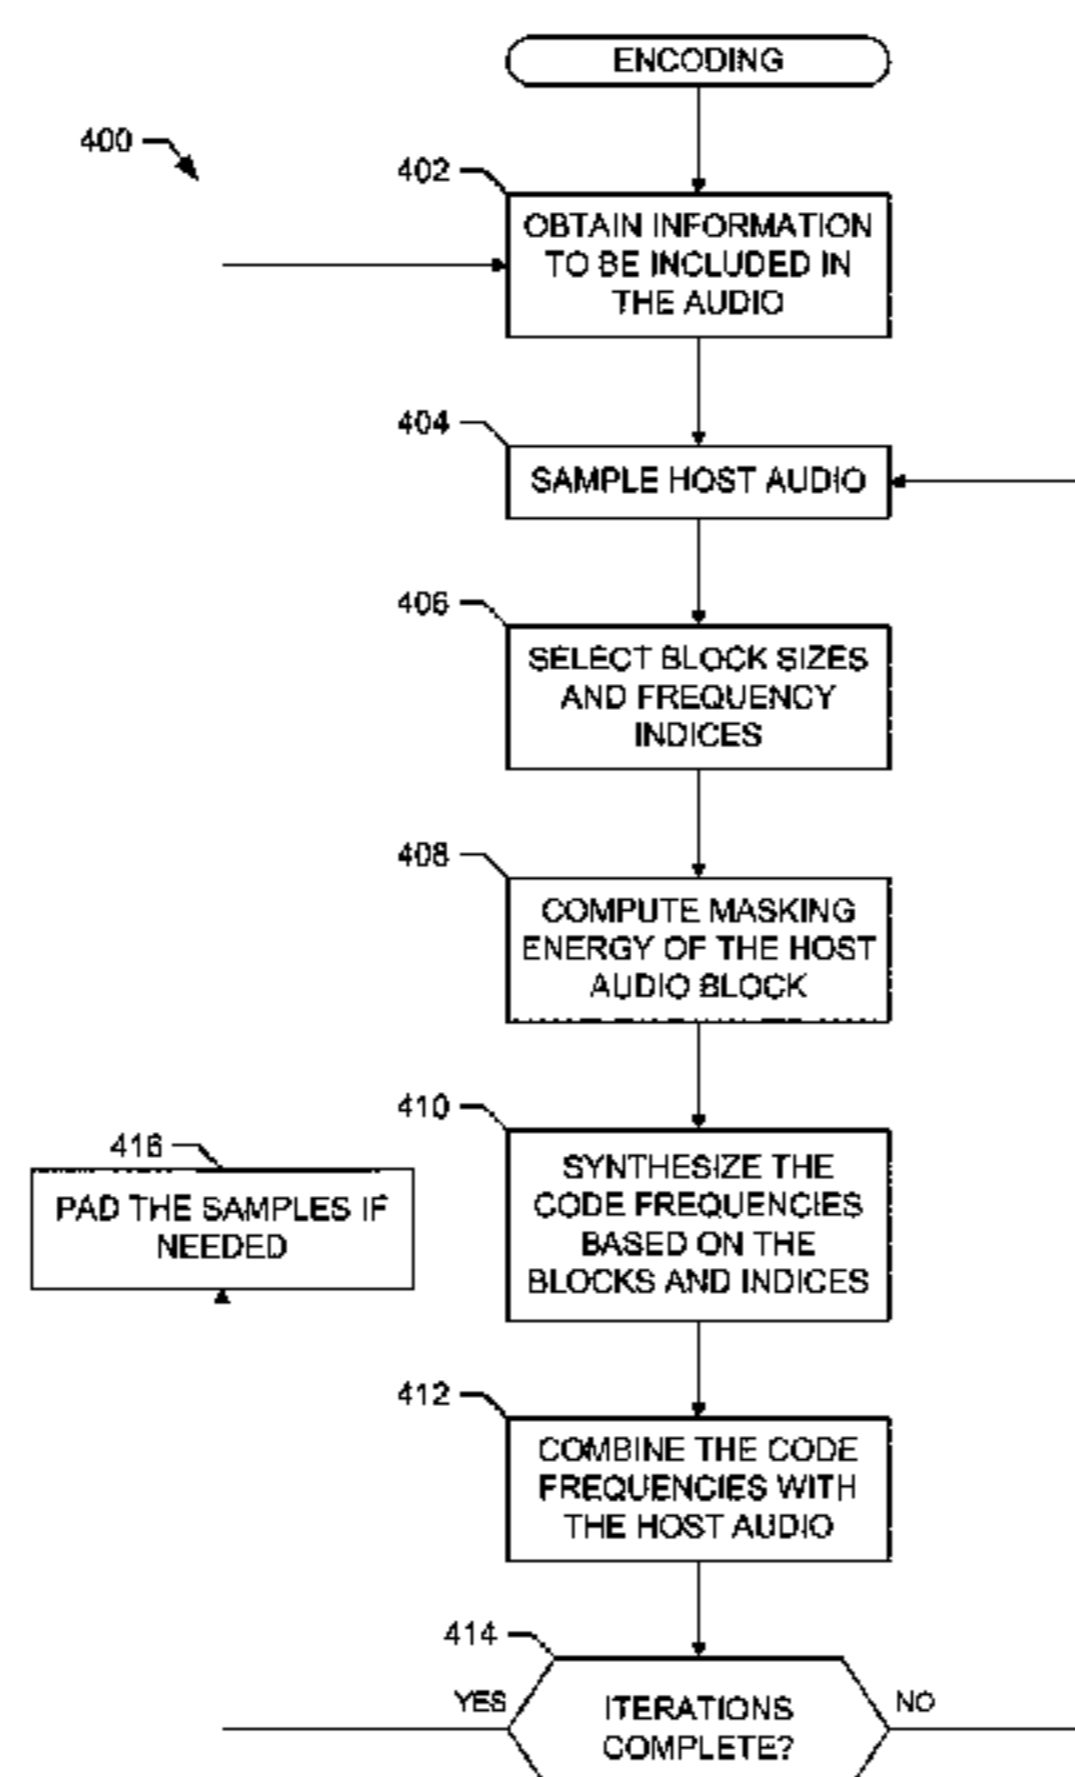 ENCODING
400
402
OBTAIN INFORMATION
TO BE INCLUDED IN
THE AUDIO
404
SAMPLE HOST AUDIO
406
SELECT BLOCK SIZES
AND FREQUENCY
INDICES
408
COMPUTE MASKING
ENERGY OF THE HOST
AUDIO BLOCK
410
SYNTHESIZE THE
CODE FREQUENCIES
BASED ON THE
BLOCKS AND INDICES
416
PAD THE SAMPLES IF
NEEDED
412
COMBINE THE CODE
FREQUENCIES WITH
THE HOST AUDIO
414
YES
ITERATIONS
COMPLETE?
NO